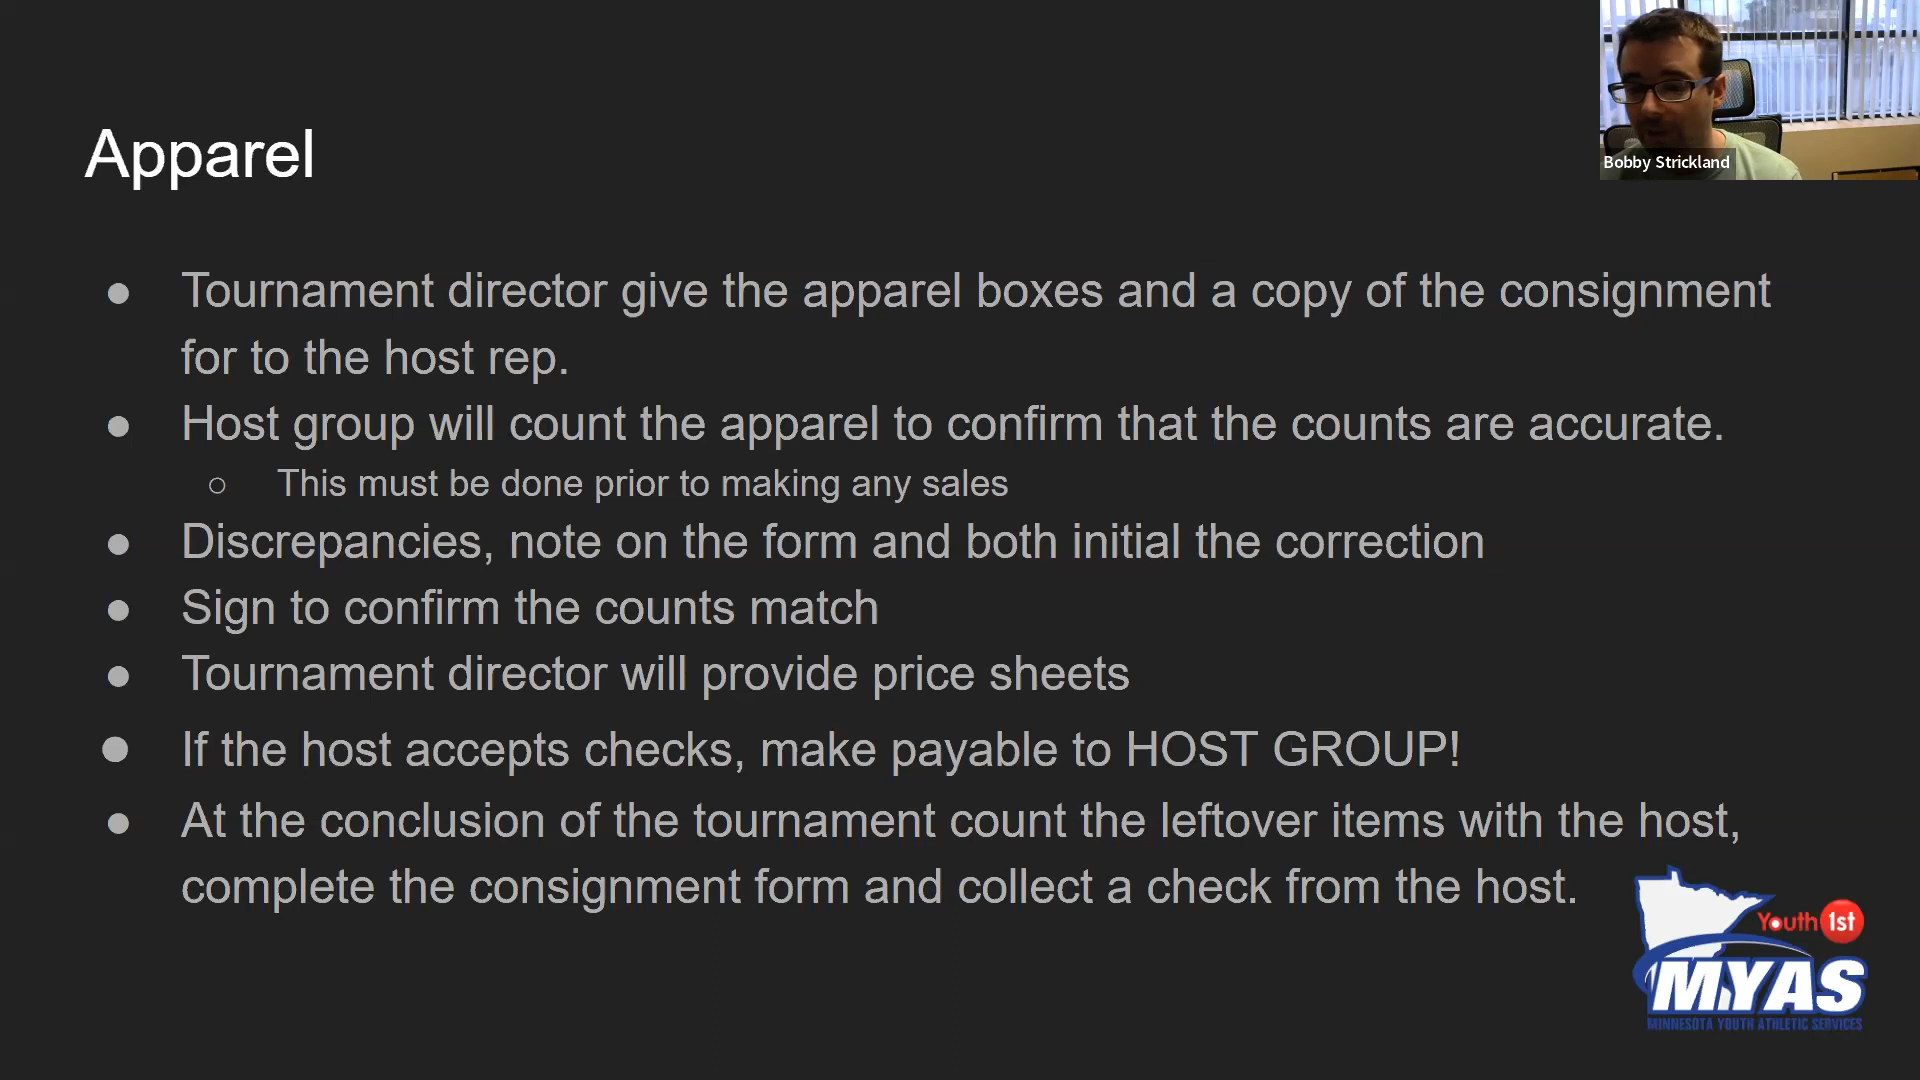 Bobby Strickland
Apparel
● Tournament director give the apparel boxes and a copy of the consignment
for to the host rep.
● Host group will count the apparel to confirm that the counts are accurate.
○ This must be done prior to making any sales
● Discrepancies, note on the form and both initial the correction
● Sign to confirm the counts match
● Tournament director will provide price sheets
● If the host accepts checks, make payable to HOST GROUP!
● At the conclusion of the tournament count the leftover items with the host,
complete the consignment form and collect a check from the host.
Youth 1st
MYAS
MINNESOTA YOUTH ATHLETIC SERVICES